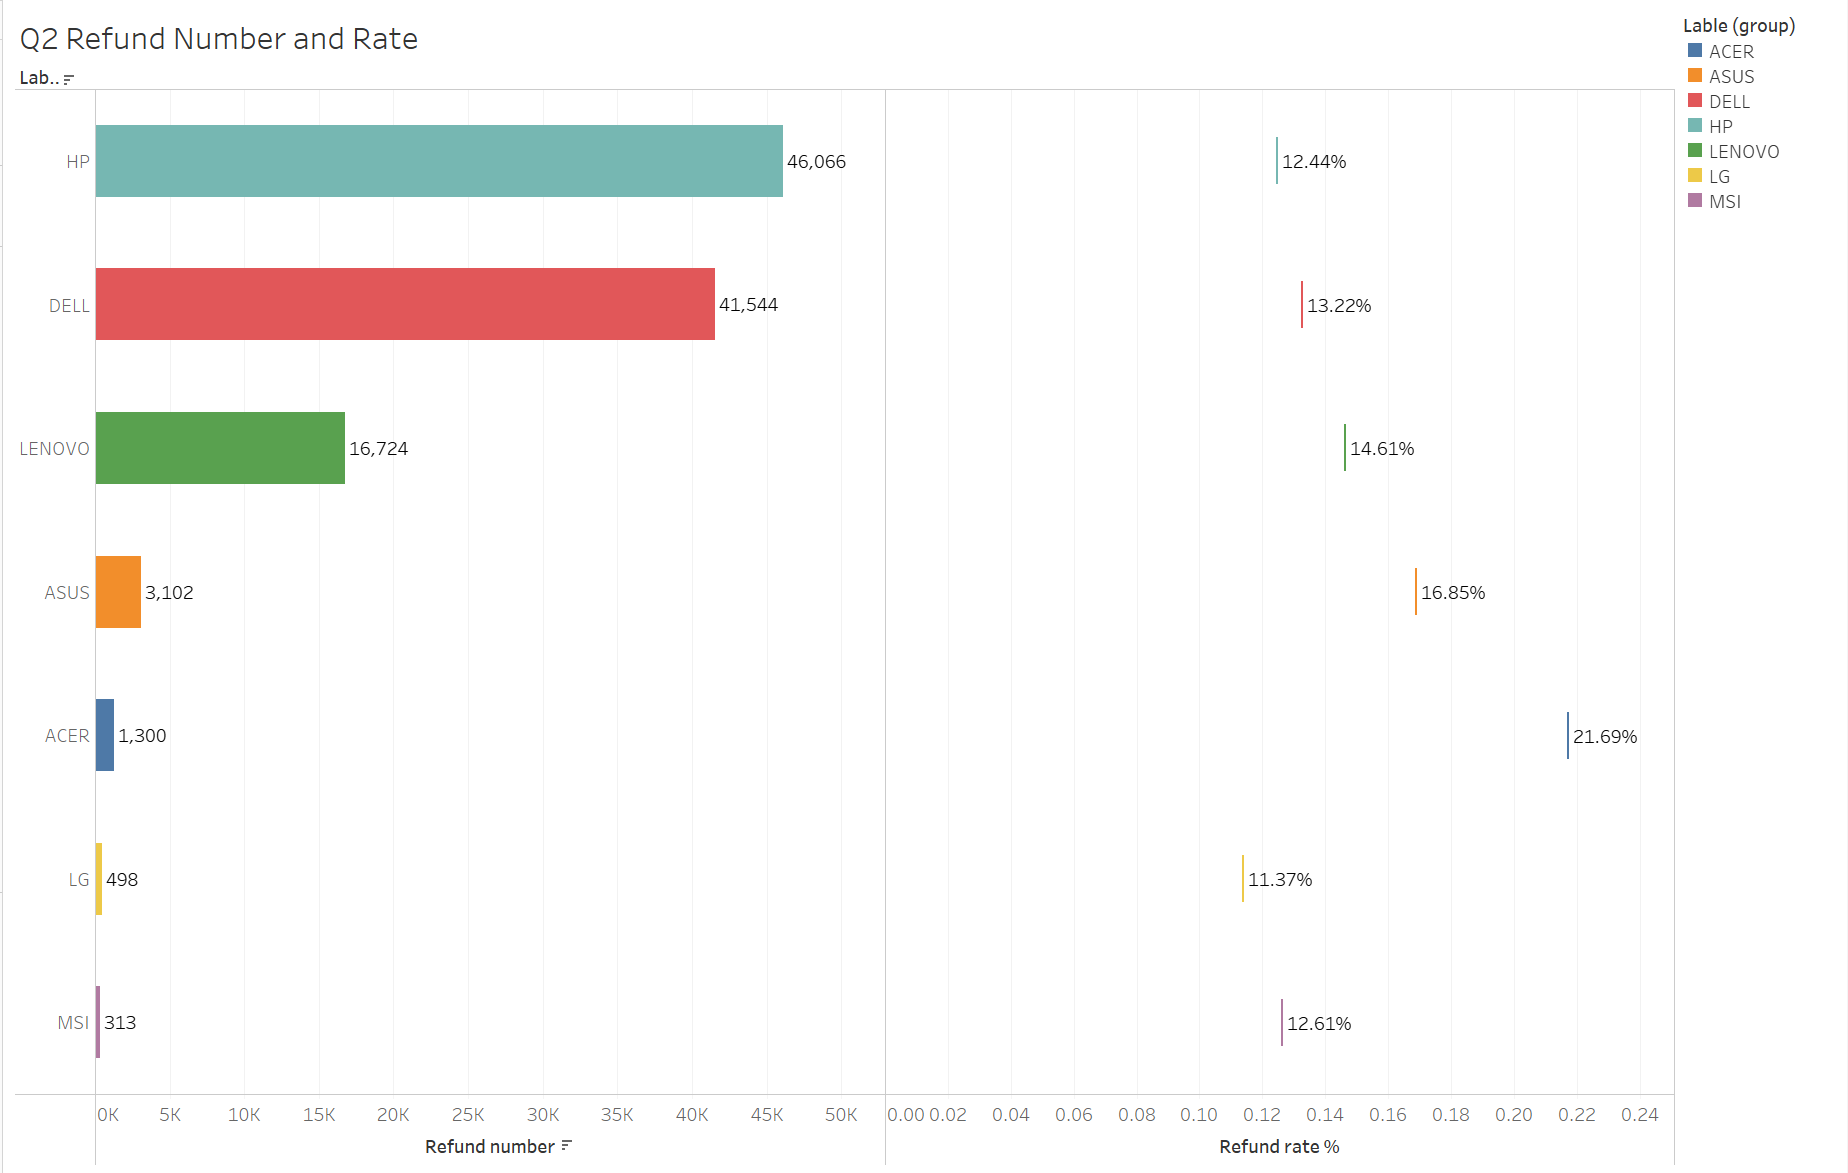 Q2 Refund Number and Rate
Lab..
HP 46,066 12.44%
DELL 41,544 13.22%
LENOVO 16,724 14.61%
ASUS 3,102 16.85%
ACER 1,300 21.69%
LG 498 11.37%
MSI 313 12.61%
0K 5K 10K 15K 20K 25K 30K 35K 40K 45K 50K 0.00 0.02 0.04 0.06 0.08 0.10 0.12 0.14 0.16 0.18 0.20 0.22 0.24
Refund number Refund rate %
Lable (group)
ACER
ASUS
DELL
HP
LENOVO
LG
MSI